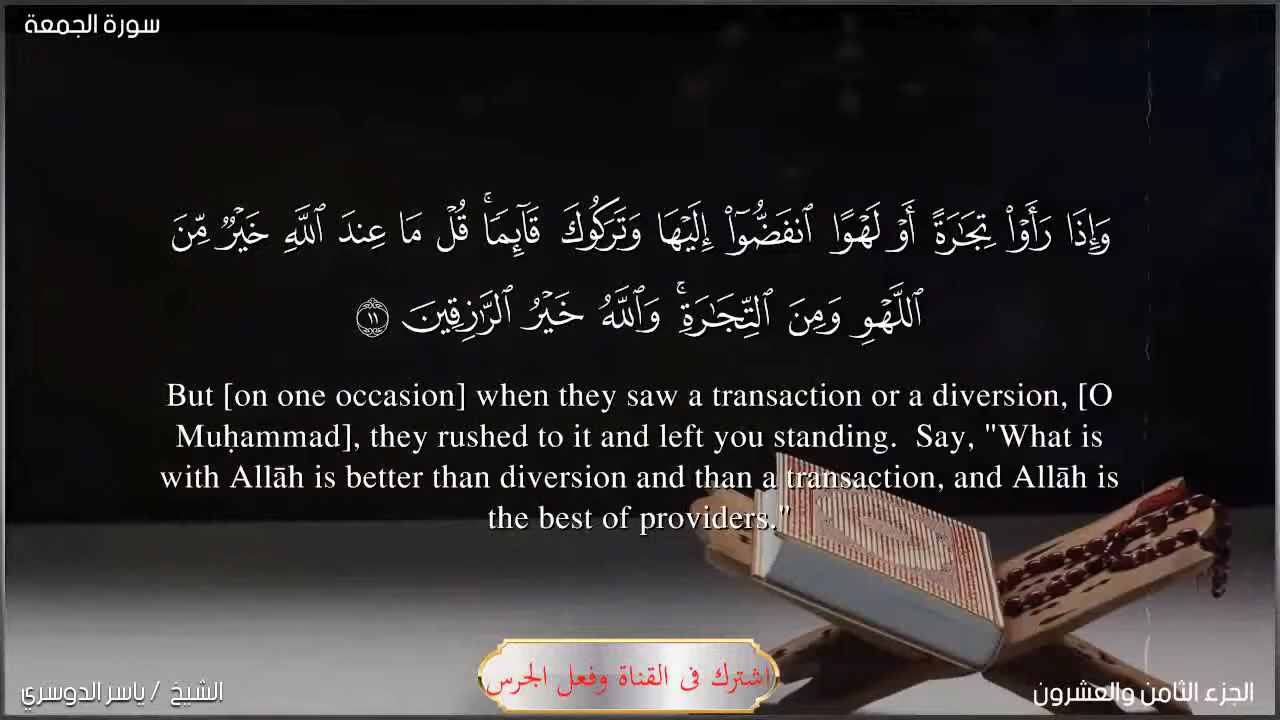 سورة الجمعة
وَإِذَا رَأَوْا۟ تِجَـٰرَةً أَوْ لَهْوًا ٱنفَضُّوٓا۟ إِلَيْهَا وَتَرَكُوكَ قَآئِمًا ۚ قُلْ مَا عِندَ ٱللَّهِ خَيْرٌ مِّنَ
ٱللَّهْوِ وَمِنَ ٱلتِّجَـٰرَةِ ۚ وَٱللَّهُ خَيْرُ ٱلرَّٰزِقِينَ ١١
But [on one occasion] when they saw a transaction or a diversion, [O
Muḥammad], they rushed to it and left you standing.  Say, "What is
with Allāh is better than diversion and than a transaction, and Allāh is
the best of providers."
اشترك فى القناة وفعل الجرس
الجزء الثامن والعشرون
الشيخ / ياسر الدوسري